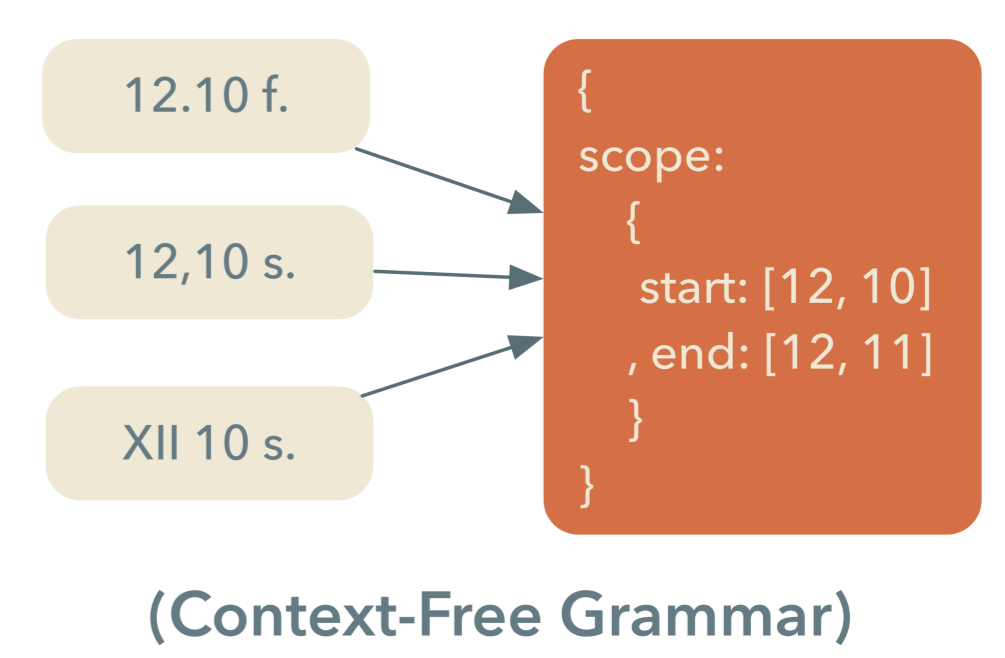 12.10 f.
12,10 s.
XII 10 s.
{
scope:
{
start: [12, 10]
, end: [12, 11]
}
}
(Context-Free Grammar)